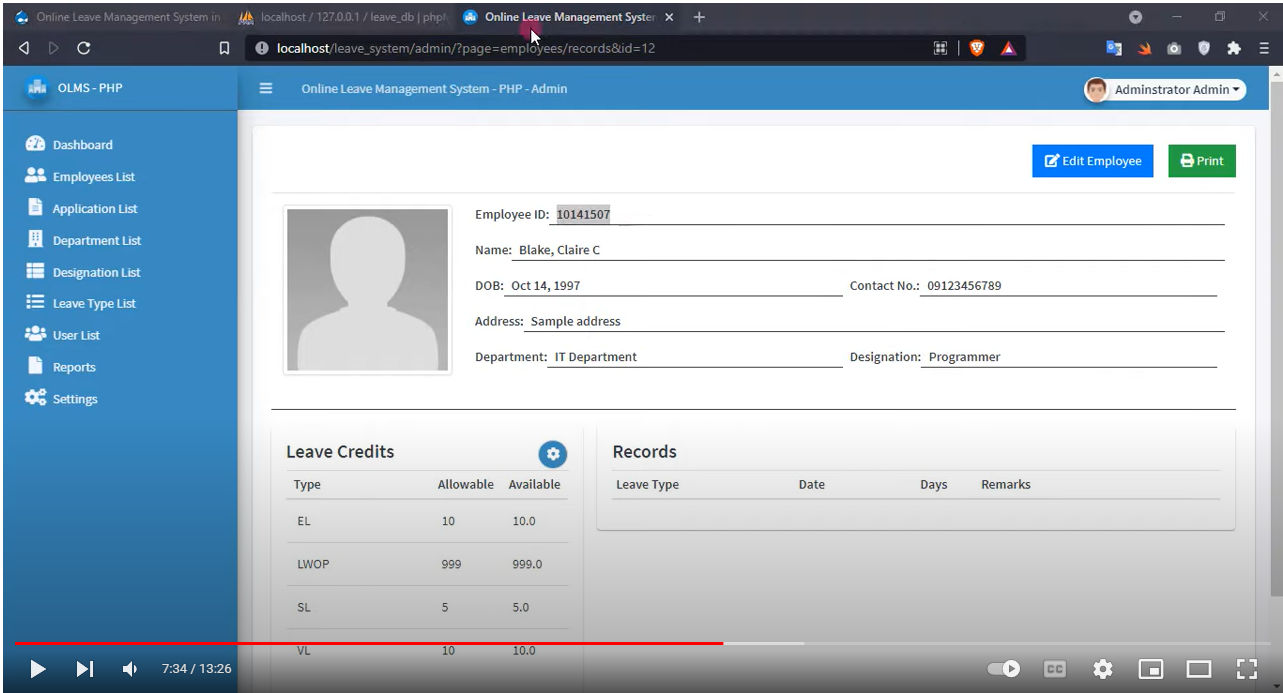 Online Leave Management System in
localhost / 127.0.0.1 / leave_db | php
Online Leave Management System
localhost/leave_system/admin/?page=employees/records&id=12
OLMS - PHP
Online Leave Management System - PHP - Admin
Adminstrator Admin
Dashboard
Employees List
Application List
Department List
Designation List
Leave Type List
User List
Reports
Settings
Edit Employee
Print
Employee ID: 10141507
Name: Blake, Claire C
DOB: Oct 14, 1997 Contact No.: 09123456789
Address: Sample address
Department: IT Department Designation: Programmer
Leave Credits
Type Allowable Available
EL 10 10.0
LWOP 999 999.0
SL 5 5.0
VL 10 10.0
Records
Leave Type Date Days Remarks
7:34 / 13:26
CC